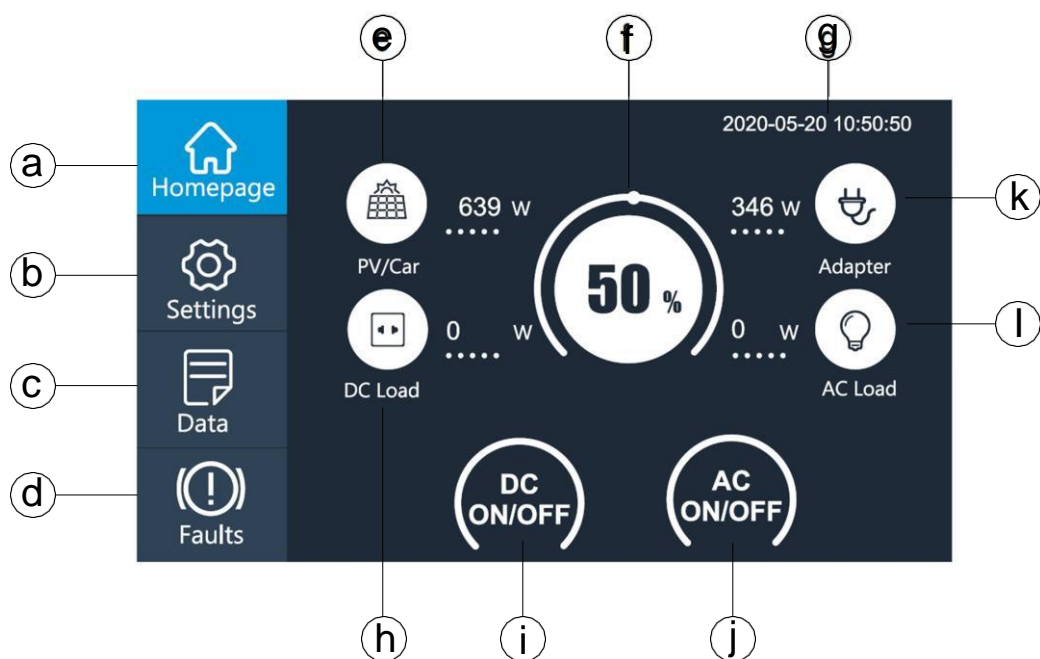 e f g
2020-05-20 10:50:50
a
Homepage
639 W
346 W
k
PV/Car
Adapter
b
Settings
50 %
0 W
0 W
l
c
Data
DC Load
AC Load
d
Faults
DC
ON/OFF
AC
ON/OFF
h i j